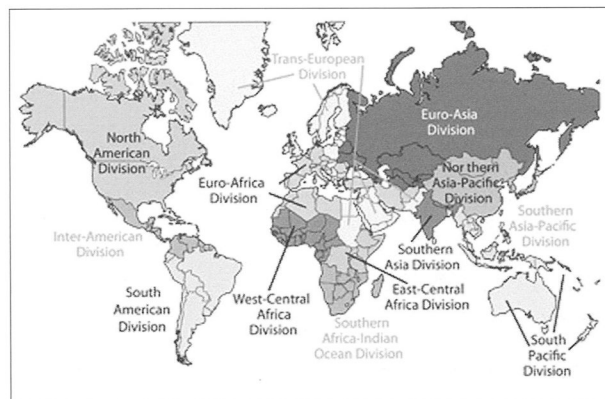 Trans-European
Division
Euro-Asia
Division
North
American
Division
Northern
Asia-Pacific
Division
Euro-Africa
Division
Southern
Asia-Pacific
Division
Inter-American
Division
Southern
Asia Division
South
American
Division
West-Central
Africa
Division
East-Central
Africa Division
Southern
Africa-Indian
Ocean Division
South
Pacific
Division